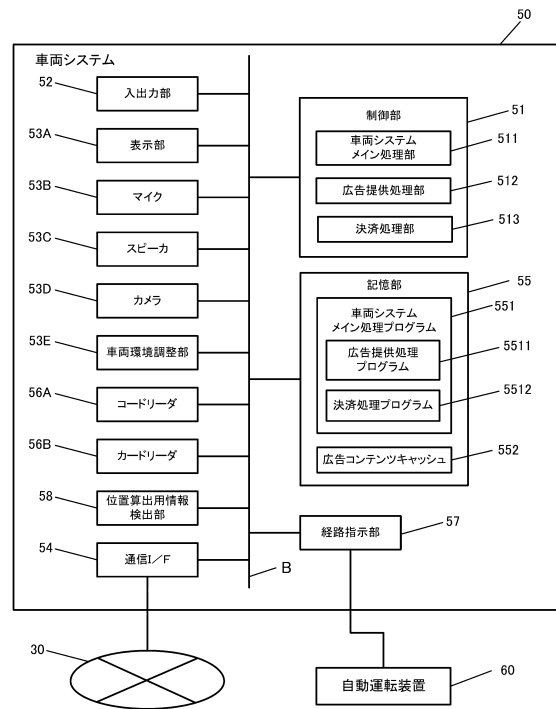 50
車両システム
52
入出力部
53A
表示部
53B
マイク
53C
スピーカ
53D
カメラ
53E
車両環境調整部
56A
コードリーダ
56B
カードリーダ
58
位置算出用情報
検出部
54
通信I/F
B
制御部
51
車両システム
メイン処理部
511
広告提供処理部
512
決済処理部
513
記憶部
55
車両システム
メイン処理プログラム
551
広告提供処理
プログラム
5511
決済処理プログラム
5512
広告コンテンツキャッシュ
552
経路指示部
57
30
自動運転装置
60